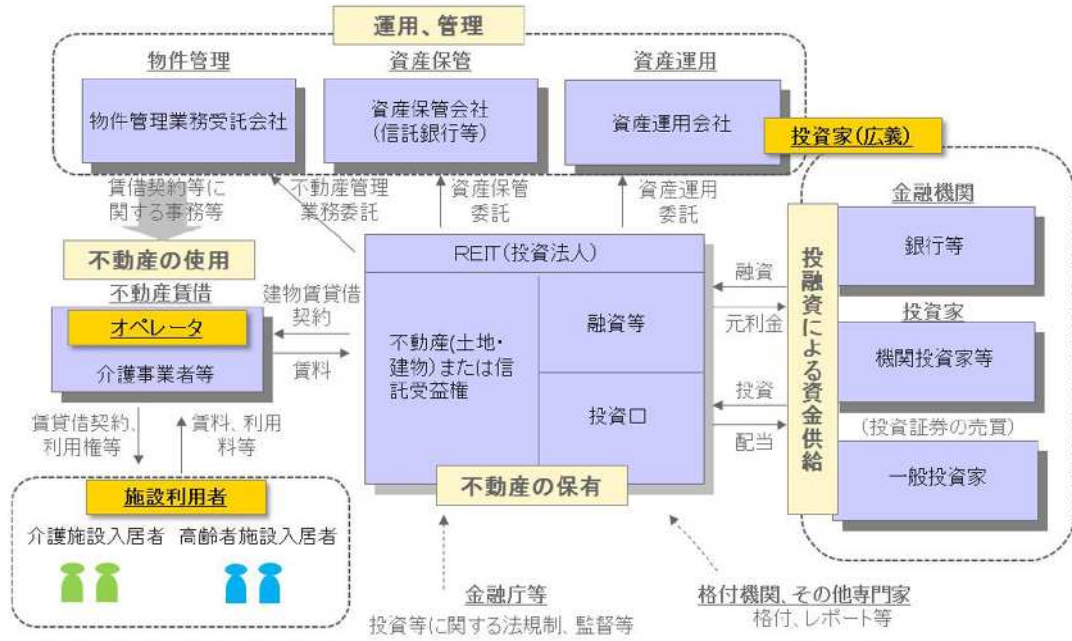 運用、管理
物件管理
資産保管
資産運用
物件管理業務受託会社
資産保管会社
(信託銀行等)
資産運用会社
投資家(広義)
賃借契約等に
関する事務等
不動産管理
業務委託
資産保管
委託
資産運用
委託
不動産の使用
不動産賃借
オペレータ
介護事業者等
建物賃貸借
契約
賃料
REIT(投資法人)
不動産(土地・
建物)または信
託受益権
融資等
投資口
不動産の保有
融資
元利金
投資
配当
投融資による資金供給
金融機関
銀行等
投資家
機関投資家等
(投資証券の売買)
一般投資家
賃貸借契約、
利用権等
賃料、利用
料等
施設利用者
介護施設入居者 高齢者施設入居者
金融庁等
投資等に関する法規制、監督等
格付機関、その他専門家
格付、レポート等